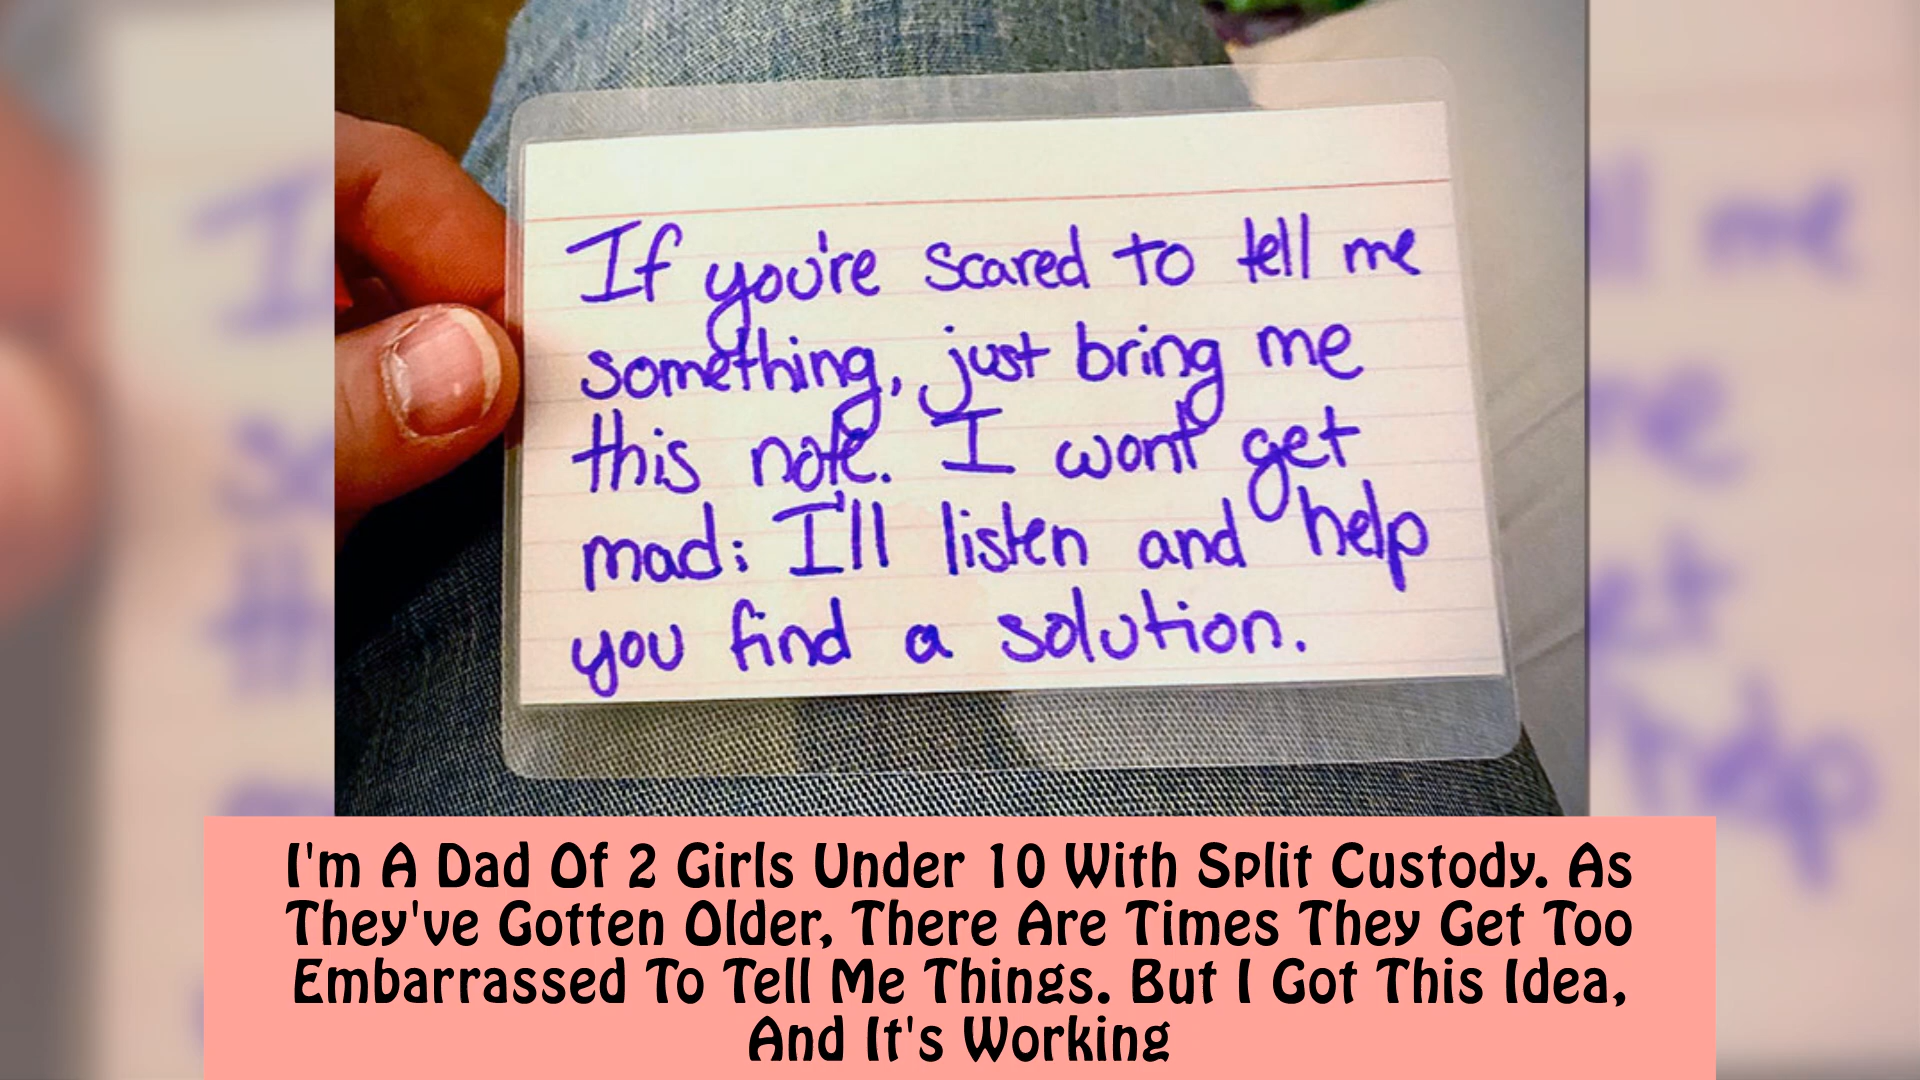 If you're scared to tell me
something, just bring me
this note. I won't get
mad; I'll listen and help
you find a solution.
I'm A Dad Of 2 Girls Under 10 With Split Custody. As
They've Gotten Older, There Are Times They Get Too
Embarrassed To Tell Me Things. But I Got This Idea,
And It's Working